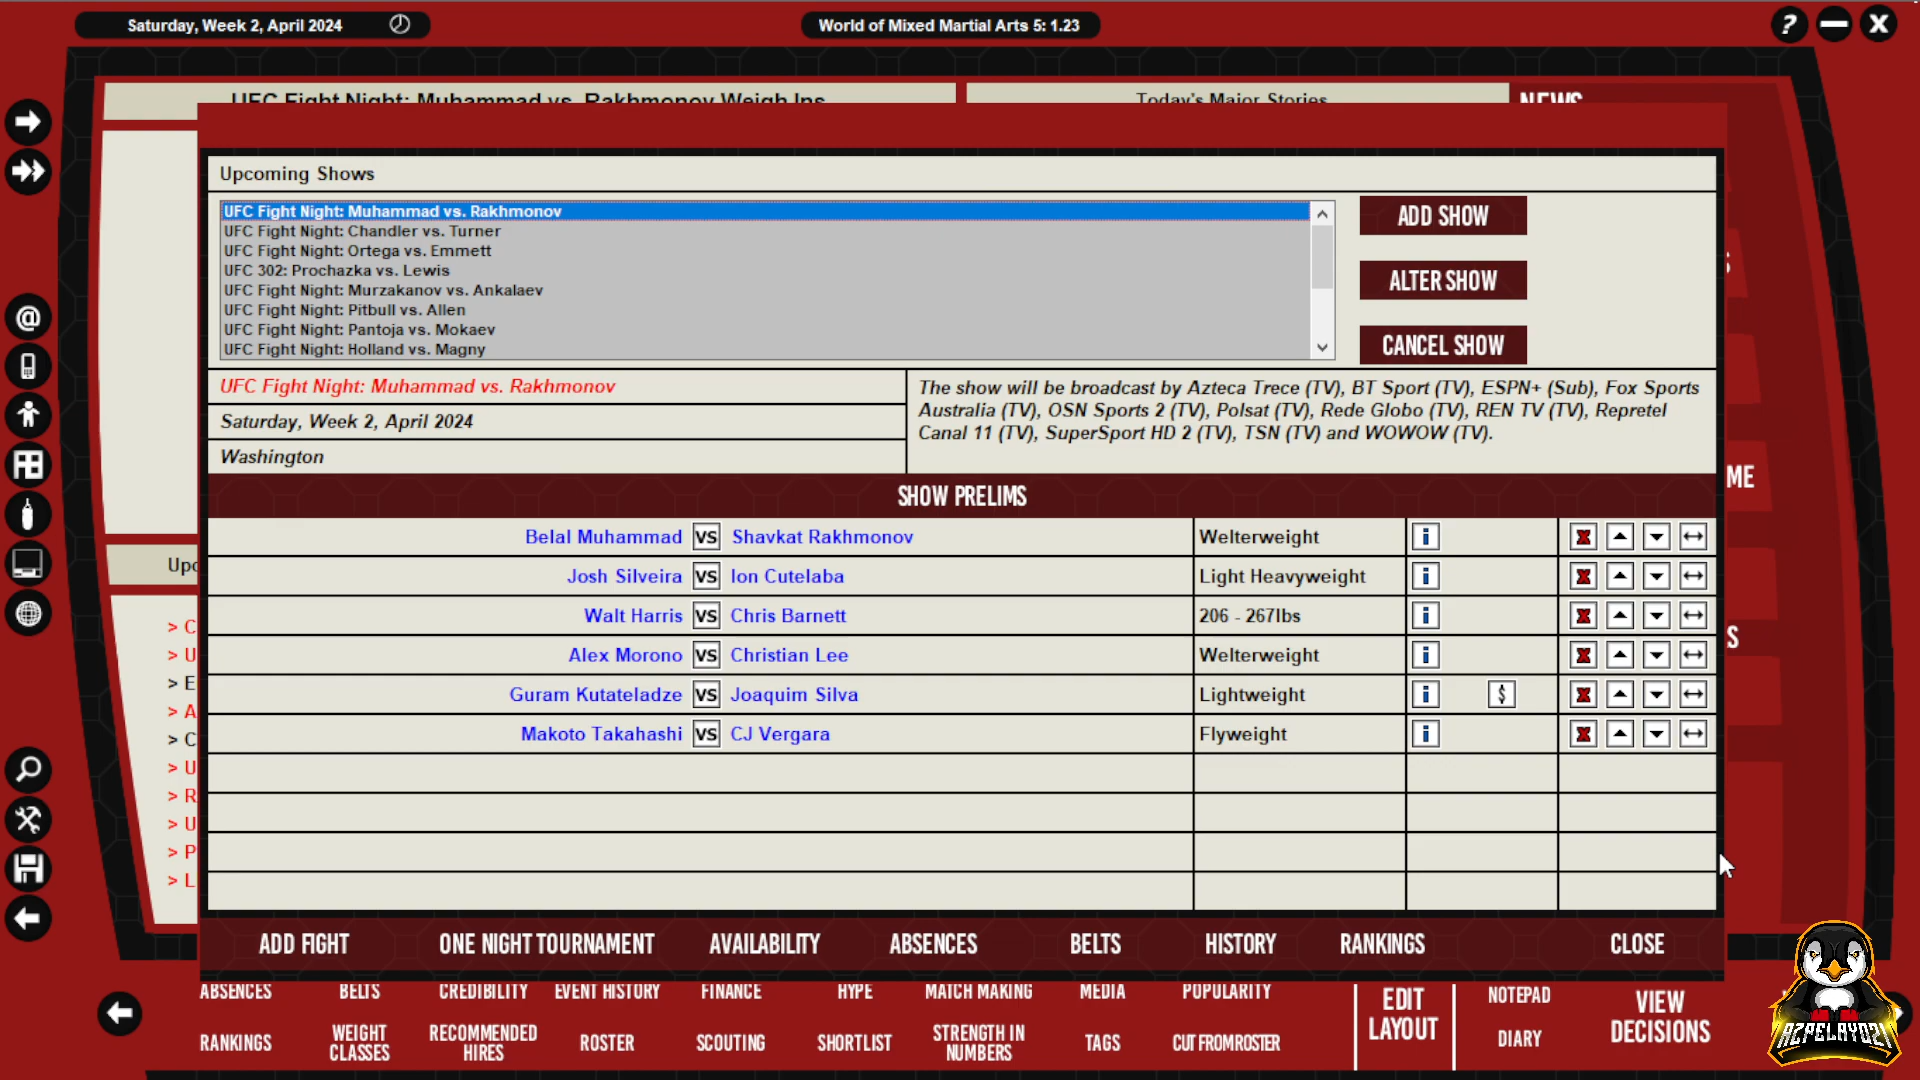 Saturday, Week 2, April 2024
World of Mixed Martial Arts 5: 1.23
?
X
UFC Fight Night: Muhammad vs. Rakhmonov Weigh Ins
Today's Major Stories
NEWS
Upcoming Shows
UFC Fight Night: Muhammad vs. Rakhmonov
UFC Fight Night: Chandler vs. Turner
UFC Fight Night: Ortega vs. Emmett
UFC 302: Prochazka vs. Lewis
UFC Fight Night: Murzakanov vs. Ankalaev
UFC Fight Night: Pitbull vs. Allen
UFC Fight Night: Pantoja vs. Mokaev
UFC Fight Night: Holland vs. Magny
ADD SHOW
ALTER SHOW
CANCEL SHOW
UFC Fight Night: Muhammad vs. Rakhmonov
Saturday, Week 2, April 2024
Washington
The show will be broadcast by Azteca Trece (TV), BT Sport (TV), ESPN+ (Sub), Fox Sports
Australia (TV), OSN Sports 2 (TV), Polsat (TV), Rede Globo (TV), REN TV (TV), Repretel
Canal 11 (TV), SuperSport HD 2 (TV), TSN (TV) and WOWOW (TV).
ME
SHOW PRELIMS
Belal Muhammad VS Shavkat Rakhmonov Welterweight i X
Josh Silveira VS Ion Cutelaba Light Heavyweight i X
Walt Harris VS Chris Barnett 206 - 267lbs i X
Alex Morono VS Christian Lee Welterweight i X
Guram Kutateladze VS Joaquim Silva Lightweight i $ X
Makoto Takahashi VS CJ Vergara Flyweight i X
S
Upc
> C
> U
> E
> A
> C
> U
> R
> U
> P
> L
@
ADD FIGHT ONE NIGHT TOURNAMENT AVAILABILITY ABSENCES BELTS HISTORY RANKINGS CLOSE
ABSENCES BELTS CREDIBILITY EVENT HISTORY FINANCE HYPE MATCH MAKING MEDIA POPULARITY
RANKINGS WEIGHT CLASSES RECOMMENDED HIRES ROSTER SCOUTING SHORTLIST STRENGTH IN NUMBERS TAGS CUT FROM ROSTER
EDIT LAYOUT
NOTEPAD
DIARY
VIEW DECISIONS
AZPELAYO21